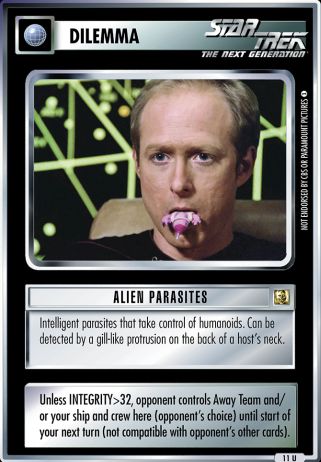 DILEMMA
STAR TREK
THE NEXT GENERATION®
NOT ENDORSED BY CBS OR PARAMOUNT PICTURES
ALIEN PARASITES
Intelligent parasites that take control of humanoids. Can be
detected by a gill-like protrusion on the back of a host's neck.
Unless INTEGRITY>32, opponent controls Away Team and/
or your ship and crew here (opponent's choice) until start of
your next turn (not compatible with opponent's other cards).
11 U